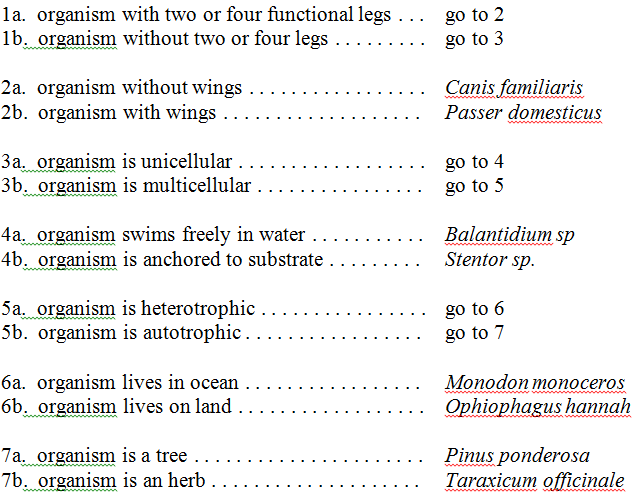 1a. organism with two or four functional legs . . . go to 2
1b. organism without two or four legs . . . . . . . . . go to 3
2a. organism without wings . . . . . . . . . . . . . . . . . Canis familiaris
2b. organism with wings . . . . . . . . . . . . . . . . . . . Passer domesticus
3a. organism is unicellular . . . . . . . . . . . . . . . . . . go to 4
3b. organism is multicellular . . . . . . . . . . . . . . . . go to 5
4a. organism swims freely in water . . . . . . . . . . . Balantidium sp
4b. organism is anchored to substrate . . . . . . . . . Stentor sp.
5a. organism is heterotrophic . . . . . . . . . . . . . . . . go to 6
5b. organism is autotrophic . . . . . . . . . . . . . . . . . go to 7
6a. organism lives in ocean . . . . . . . . . . . . . . . . . Monodon monoceros
6b. organism lives on land . . . . . . . . . . . . . . . . . . Ophiophagus hannah
7a. organism is a tree . . . . . . . . . . . . . . . . . . . . . . Pinus ponderosa
7b. organism is an herb . . . . . . . . . . . . . . . . . . . . Taraxicum officinale